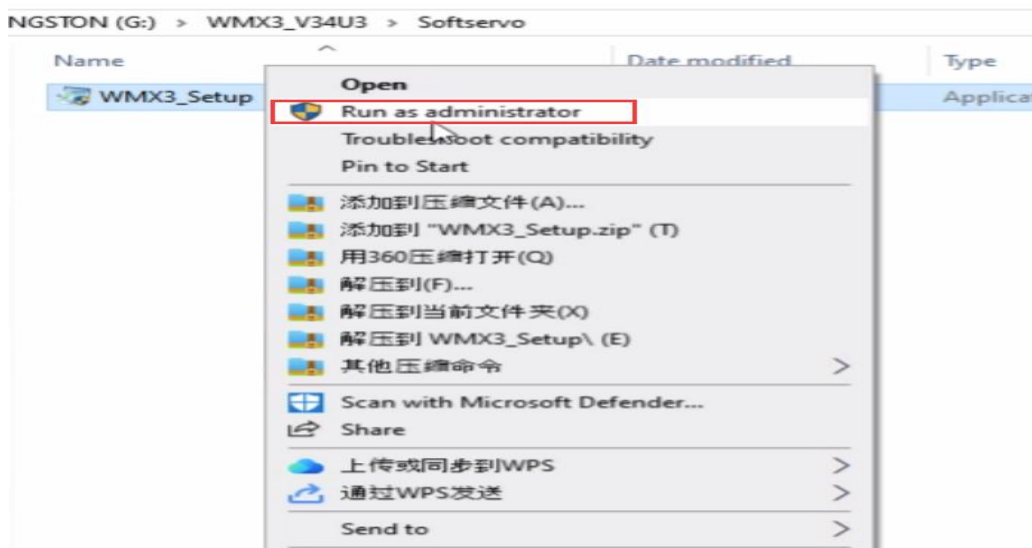 NGSTON (G:) > WMX3_V34U3 > Softservo
Name Date modified Type
WMX3_Setup Applica
Open
Run as administrator
Troubleshoot compatibility
Pin to Start
添加到压缩文件(A)...
添加到 "WMX3_Setup.zip" (T)
用360压缩打开(Q)
解压到(F)...
解压到当前文件夹(X)
解压到 WMX3_Setup\ (E)
其他压缩命令
Scan with Microsoft Defender...
Share
上传或同步到WPS
通过WPS发送
Send to